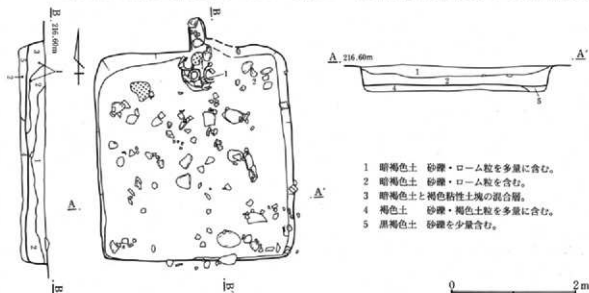 B
216.60m
B'
1
A
A'
B
B'
A 216.60m A'
1
2
4
5
1 暗褐色土 砂礫・ローム粒を多量に含む。
2 暗褐色土 砂礫・ローム粒を含む。
3 暗褐色土と褐色粘性土塊の混合層。
4 褐色土 砂礫・褐色土粒を多量に含む。
5 黒褐色土 砂礫を少量含む。
0 2m